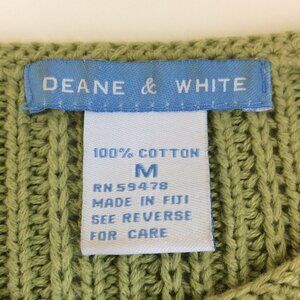 DEANE & WHITE
100% COTTON
M
RN 59478
MADE IN FIJI
SEE REVERSE
FOR CARE